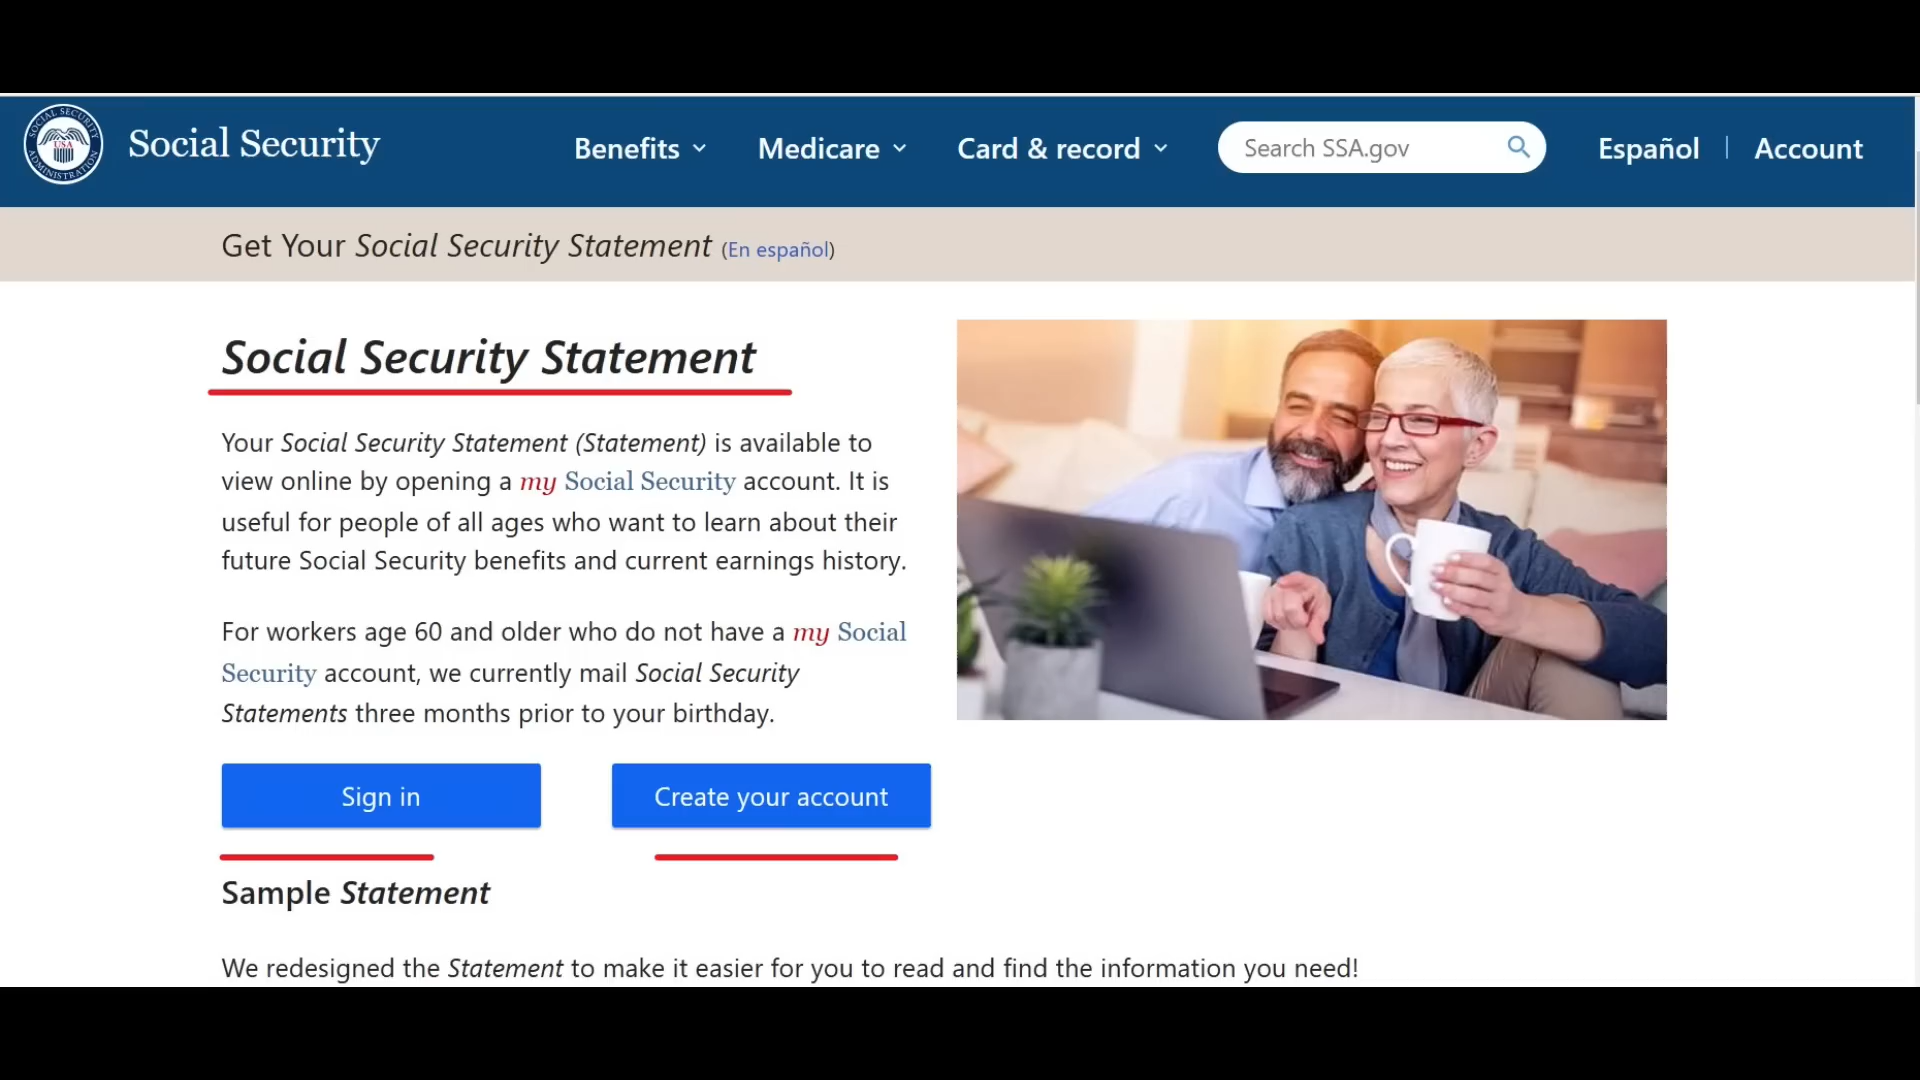 SOCIAL SECURITY ADMINISTRATION
USA
Social Security
Benefits
Medicare
Card & record
Search SSA.gov
Español
Account
Get Your Social Security Statement (En español)
Social Security Statement
Your Social Security Statement (Statement) is available to
view online by opening a my Social Security account. It is
useful for people of all ages who want to learn about their
future Social Security benefits and current earnings history.
For workers age 60 and older who do not have a my Social
Security account, we currently mail Social Security
Statements three months prior to your birthday.
Sign in
Create your account
Sample Statement
We redesigned the Statement to make it easier for you to read and find the information you need!